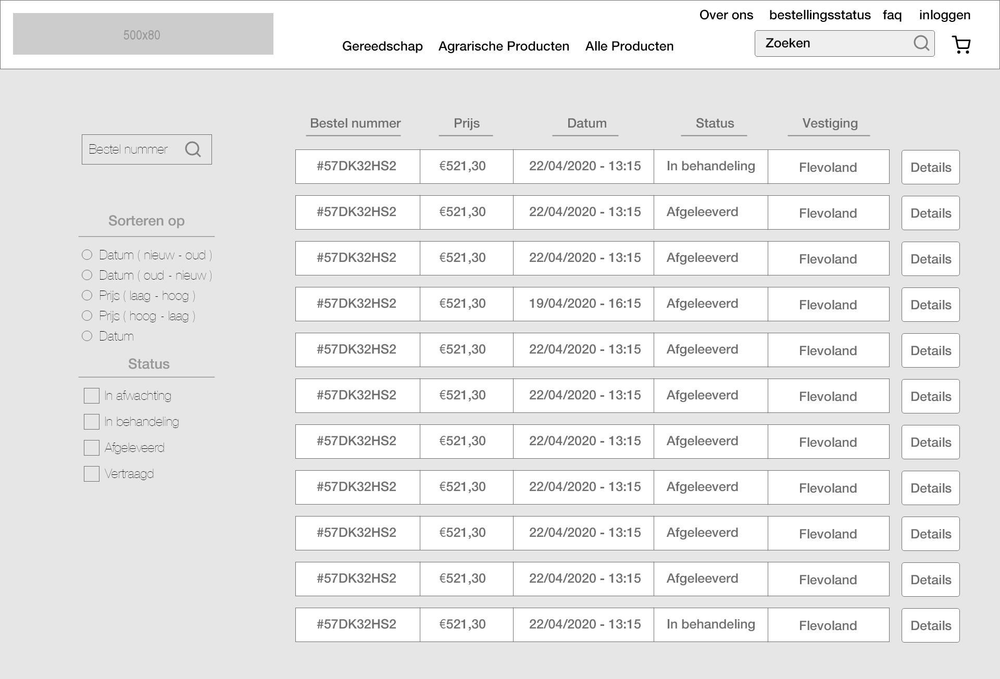 500x80
Over ons bestellingsstatus faq inloggen
Gereedschap Agrarische Producten Alle Producten
Zoeken
Bestel nummer
Sorteren op
Datum ( nieuw - oud )
Datum ( oud - nieuw )
Prijs ( laag - hoog )
Prijs ( hoog - laag )
Datum
Status
In afwachting
In behandeling
Afgeleveerd
Vertraagd
Bestel nummer Prijs Datum Status Vestiging
#57DK32HS2 €521,30 22/04/2020 - 13:15 In behandeling Flevoland Details
#57DK32HS2 €521,30 22/04/2020 - 13:15 Afgeleeverd Flevoland Details
#57DK32HS2 €521,30 22/04/2020 - 13:15 Afgeleeverd Flevoland Details
#57DK32HS2 €521,30 19/04/2020 - 16:15 Afgeleeverd Flevoland Details
#57DK32HS2 €521,30 22/04/2020 - 13:15 Afgeleeverd Flevoland Details
#57DK32HS2 €521,30 22/04/2020 - 13:15 Afgeleeverd Flevoland Details
#57DK32HS2 €521,30 22/04/2020 - 13:15 Afgeleeverd Flevoland Details
#57DK32HS2 €521,30 22/04/2020 - 13:15 Afgeleeverd Flevoland Details
#57DK32HS2 €521,30 22/04/2020 - 13:15 Afgeleeverd Flevoland Details
#57DK32HS2 €521,30 22/04/2020 - 13:15 Afgeleeverd Flevoland Details
#57DK32HS2 €521,30 22/04/2020 - 13:15 In behandeling Flevoland Details